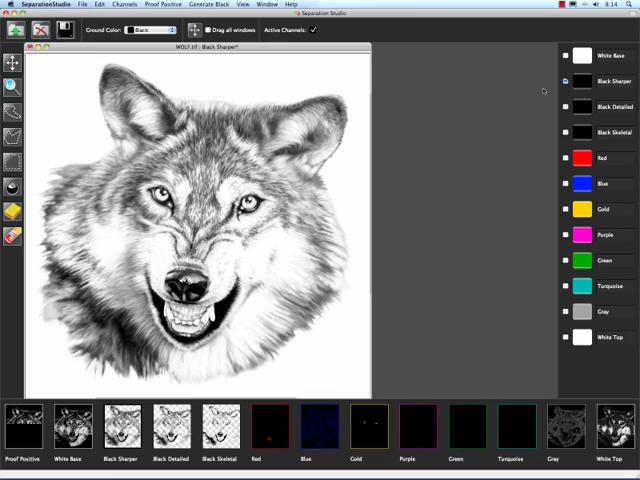 SeparationStudio File Edit Channels Proof Positive Generate Black View Window Help 8:14
Separation Studio
Ground Color: Black Drag all windows Active Channels:
WOLF.tif : Black Sharper*
White Base
Black Sharper
Black Detailed
Black Skeletal
Red
Blue
Gold
Purple
Green
Turquoise
Gray
White Top
Proof Positive White Base Black Sharper Black Detailed Black Skeletal Red Blue Gold Purple Green Turquoise Gray White Top